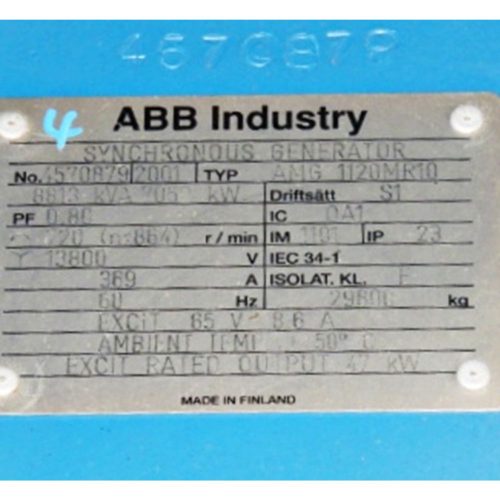 4570879
4
ABB Industry
SYNCHRONOUS GENERATOR
No. 4570879 2001 TYP AMG 1120MR10
8813 kVA 7050 kW Driftsätt S1
PF 0.80 IC 0A1
720 (n=864) r/min IM 1101 IP 23
Y 13800 V IEC 34-1
369 A ISOLAT. KL. F
60 Hz kg
EXCIT 65 V 8.6 A
AMBIENT TEMP 50° C
EXCIT RATED OUTPUT 47 kW
MADE IN FINLAND